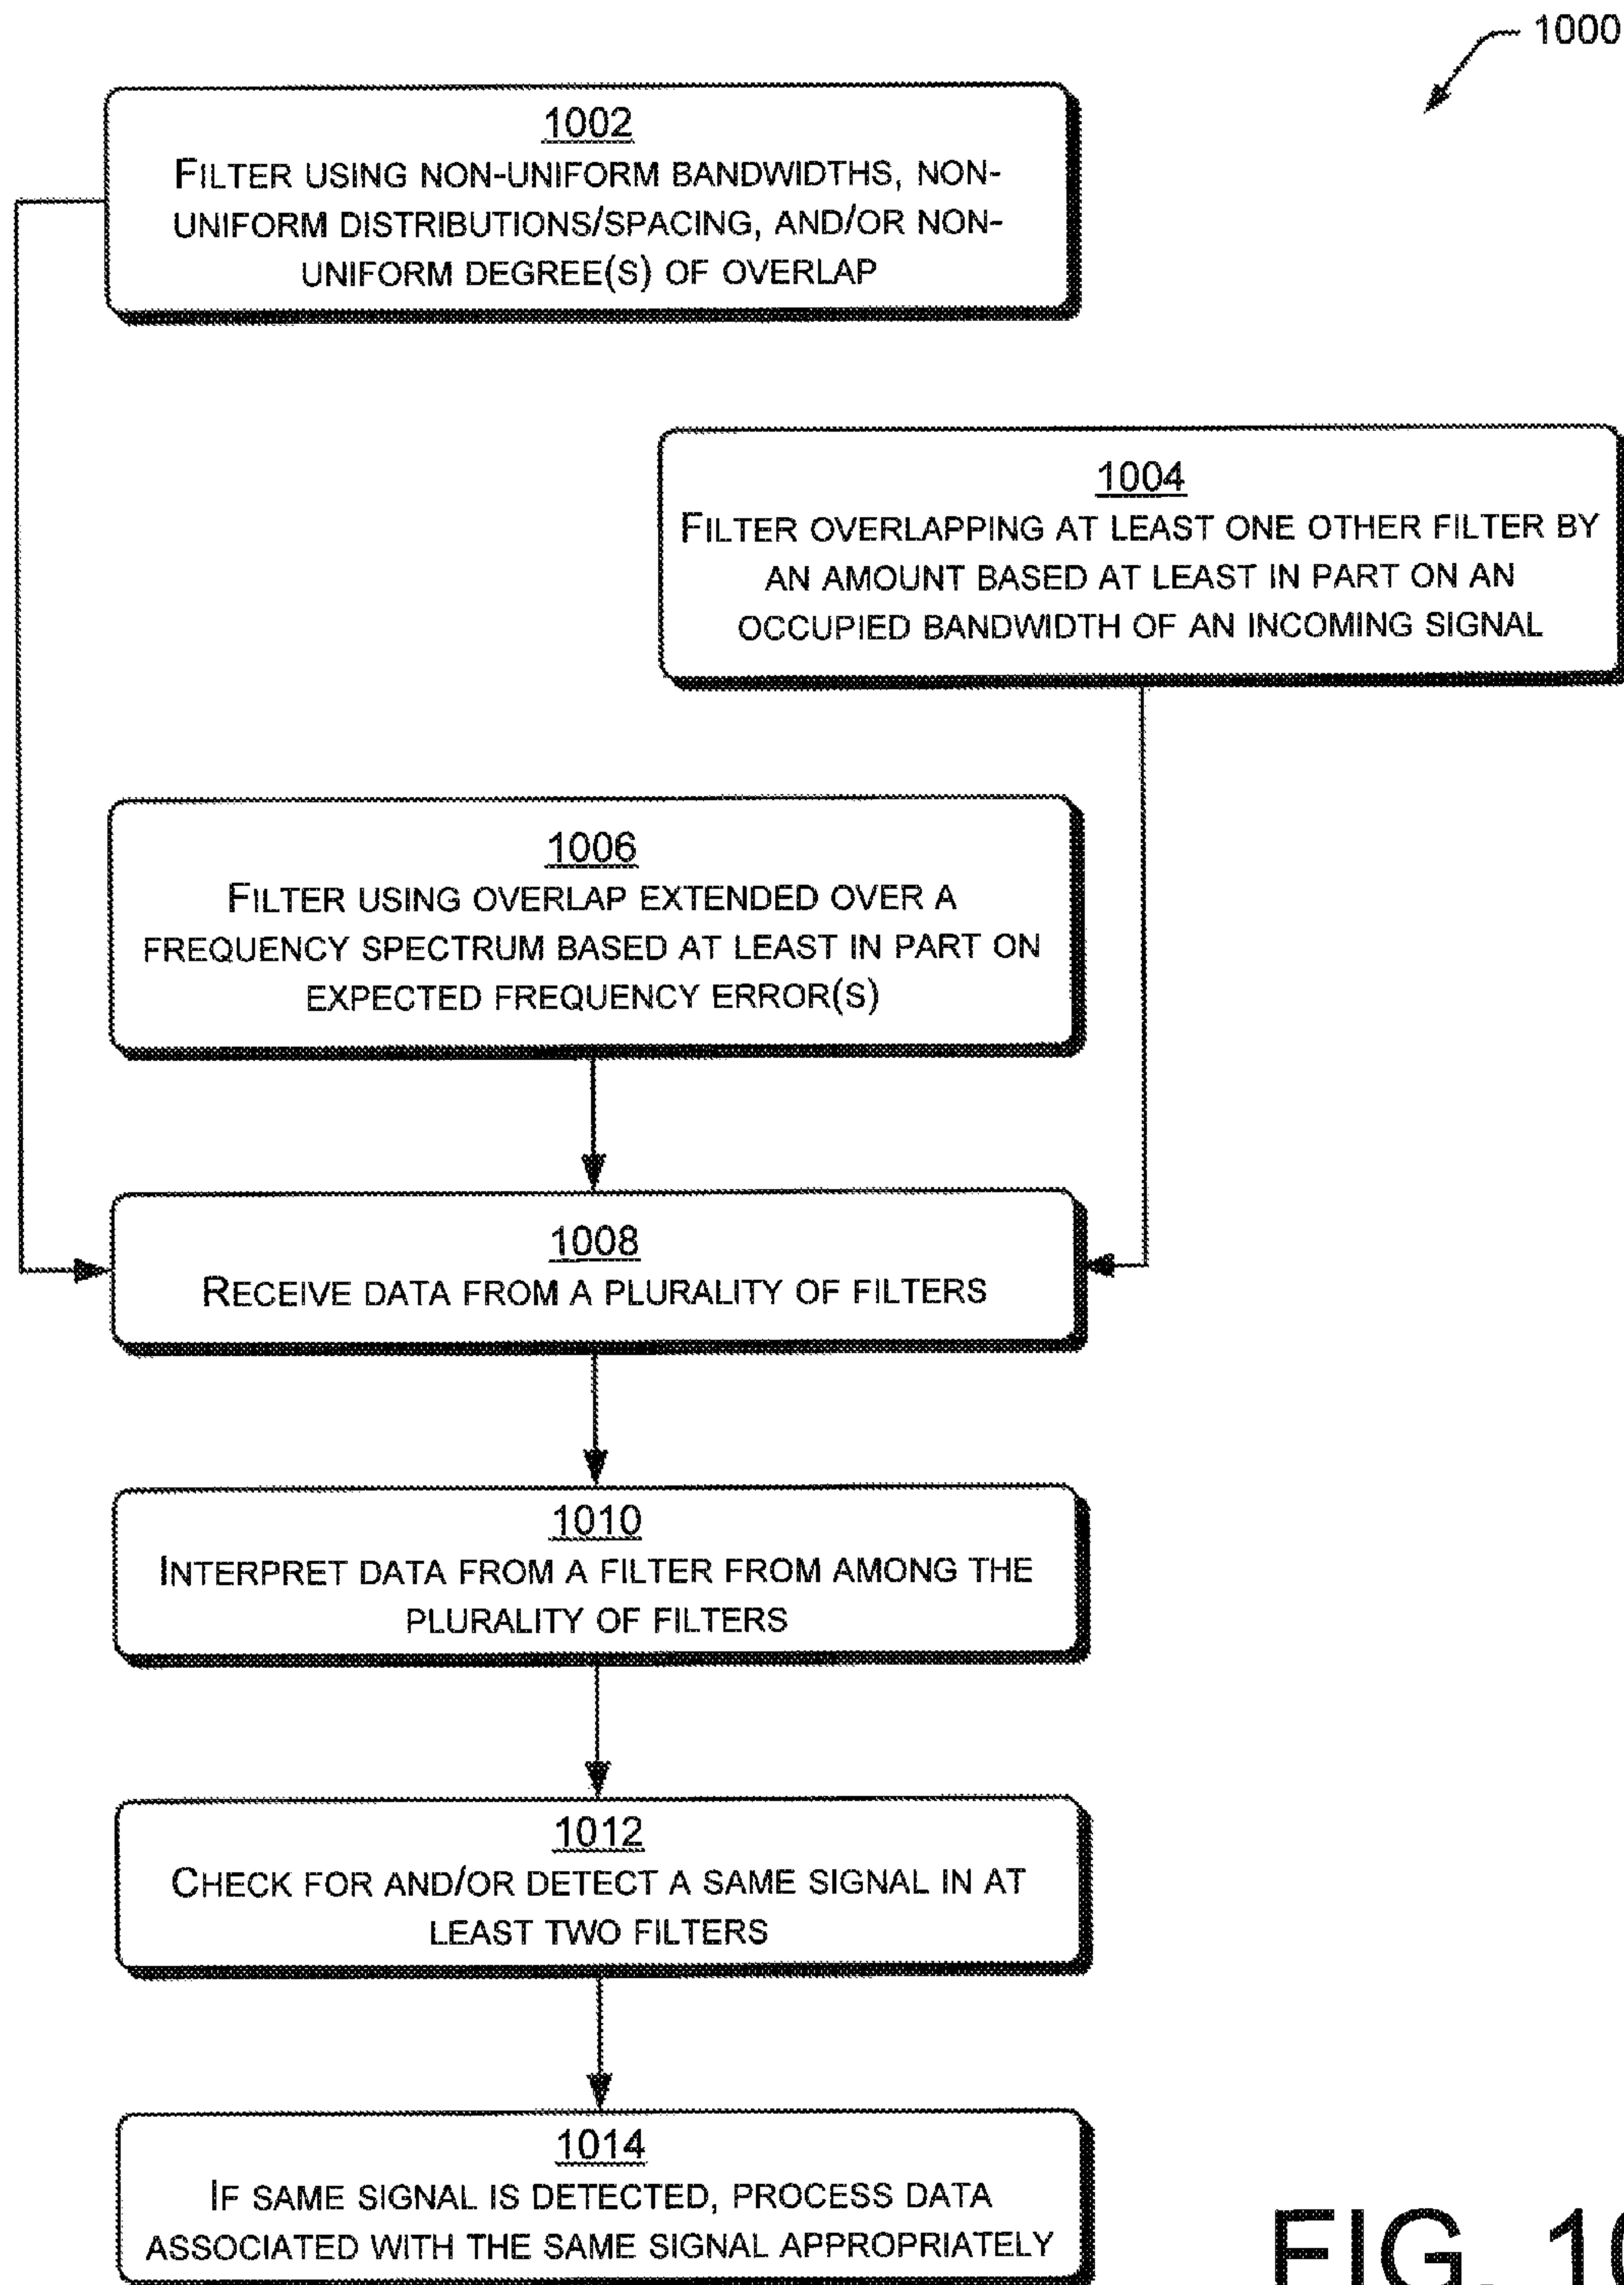 1000
1002
FILTER USING NON-UNIFORM BANDWIDTHS, NON-
UNIFORM DISTRIBUTIONS/SPACING, AND/OR NON-
UNIFORM DEGREE(S) OF OVERLAP
1004
FILTER OVERLAPPING AT LEAST ONE OTHER FILTER BY
AN AMOUNT BASED AT LEAST IN PART ON AN
OCCUPIED BANDWIDTH OF AN INCOMING SIGNAL
1006
FILTER USING OVERLAP EXTENDED OVER A
FREQUENCY SPECTRUM BASED AT LEAST IN PART ON
EXPECTED FREQUENCY ERROR(S)
1008
RECEIVE DATA FROM A PLURALITY OF FILTERS
1010
INTERPRET DATA FROM A FILTER FROM AMONG THE
PLURALITY OF FILTERS
1012
CHECK FOR AND/OR DETECT A SAME SIGNAL IN AT
LEAST TWO FILTERS
1014
IF SAME SIGNAL IS DETECTED, PROCESS DATA
ASSOCIATED WITH THE SAME SIGNAL APPROPRIATELY
FIG. 10